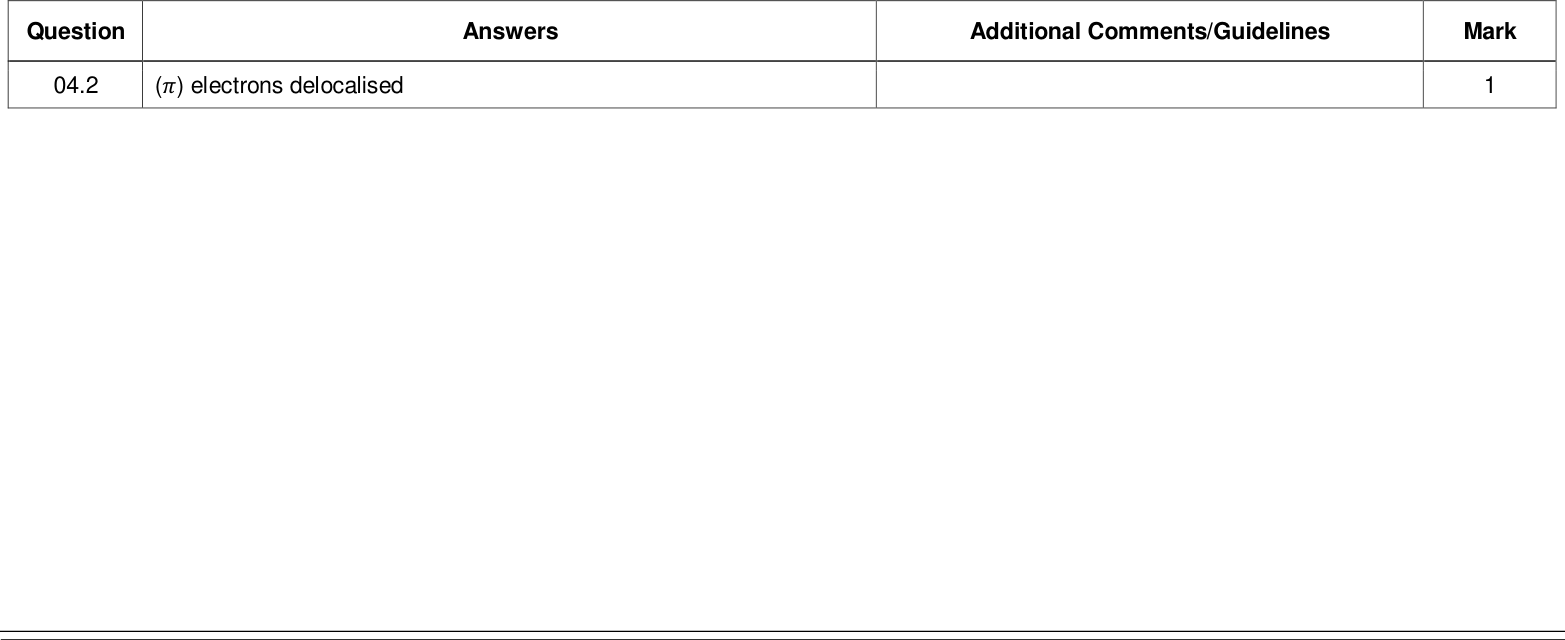 Question Answers Additional Comments/Guidelines Mark
04.2 (π) electrons delocalised 1